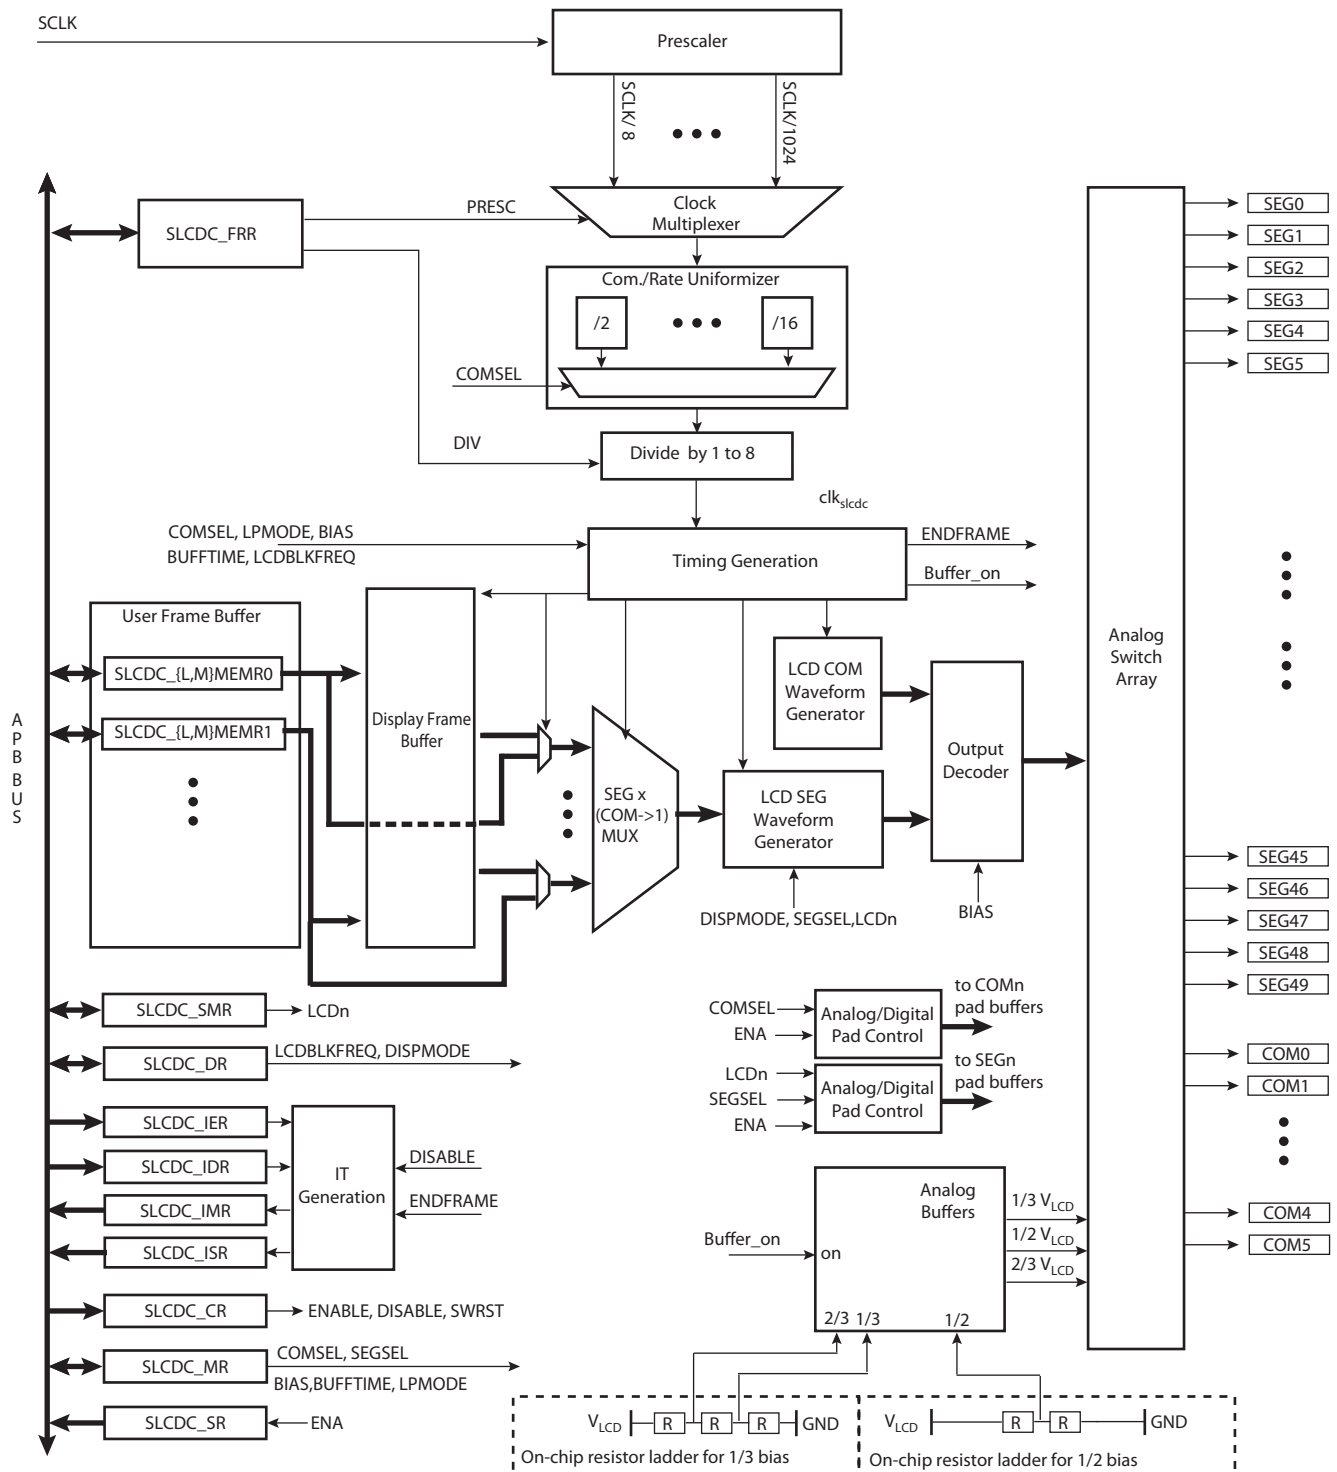 SCLK
Prescaler
SCLK/ 8
SCLK/1024
PRESC
Clock
Multiplexer
SLCDC_FRR
Com./Rate Uniformizer
/2
/16
COMSEL
DIV
Divide by 1 to 8
clkslcdc
COMSEL, LPMODE, BIAS
BUFFTIME, LCDBLKFREQ
Timing Generation
ENDFRAME
Buffer_on
User Frame Buffer
SLCDC_{L,M}MEMR0
SLCDC_{L,M}MEMR1
APB BUS
Display Frame
Buffer
SEG x
(COM->1)
MUX
LCD COM
Waveform
Generator
LCD SEG
Waveform
Generator
Output
Decoder
DISPMODE, SEGSEL,LCDn
BIAS
Analog
Switch
Array
SEG0
SEG1
SEG2
SEG3
SEG4
SEG5
SEG45
SEG46
SEG47
SEG48
SEG49
COM0
COM1
COM4
COM5
SLCDC_SMR
LCDn
SLCDC_DR
LCDBLKFREQ, DISPMODE
SLCDC_IER
SLCDC_IDR
SLCDC_IMR
SLCDC_ISR
IT
Generation
DISABLE
ENDFRAME
SLCDC_CR
ENABLE, DISABLE, SWRST
SLCDC_MR
COMSEL, SEGSEL
BIAS,BUFFTIME, LPMODE
SLCDC_SR
ENA
COMSEL
ENA
Analog/Digital
Pad Control
to COMn
pad buffers
LCDn
SEGSEL
ENA
Analog/Digital
Pad Control
to SEGn
pad buffers
Analog
Buffers
Buffer_on
on
2/3 1/3
1/2
1/3 VLCD
1/2 VLCD
2/3 VLCD
VLCD R R R GND
On-chip resistor ladder for 1/3 bias
VLCD R R GND
On-chip resistor ladder for 1/2 bias